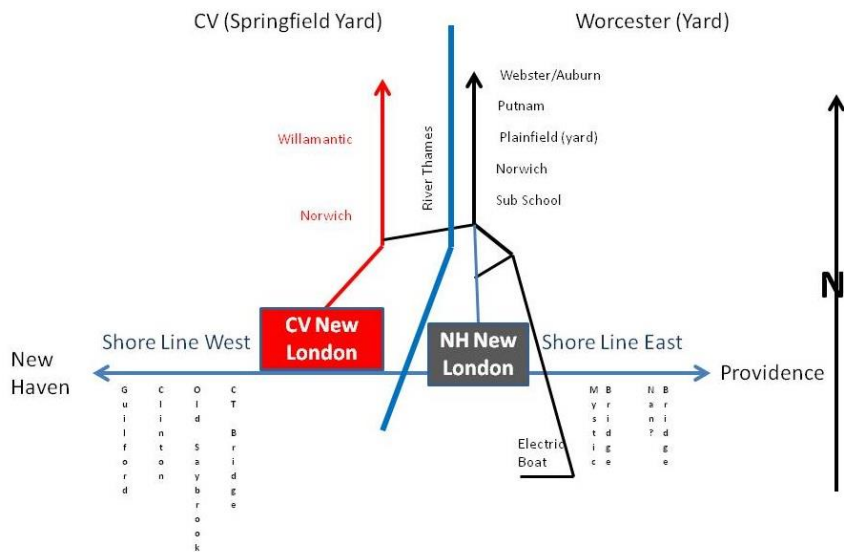 CV (Springfield Yard)
Worcester (Yard)
Webster/Auburn
Putnam
Plainfield (yard)
Norwich
Sub School
Willamantic
Norwich
River Thames
N
CV New
London
NH New
London
Shore Line West
Shore Line East
New
Haven
Providence
Guilford
Clinton
Old Saybrook
CT Bridge
Electric
Boat
Mystic
Bridge
Nan?
Bridge